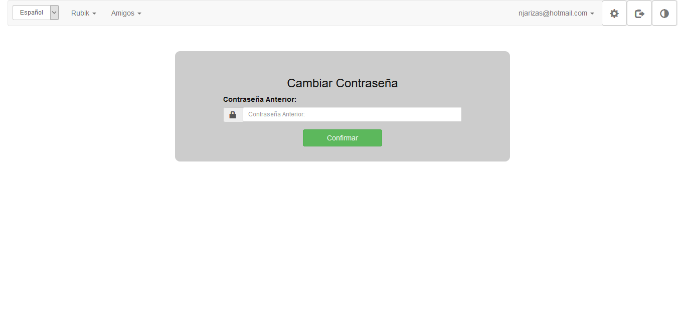 Español Rubik Amigos njarizas@hotmail.com
Cambiar Contraseña
Contraseña Anterior:
Contraseña Anterior
Confirmar